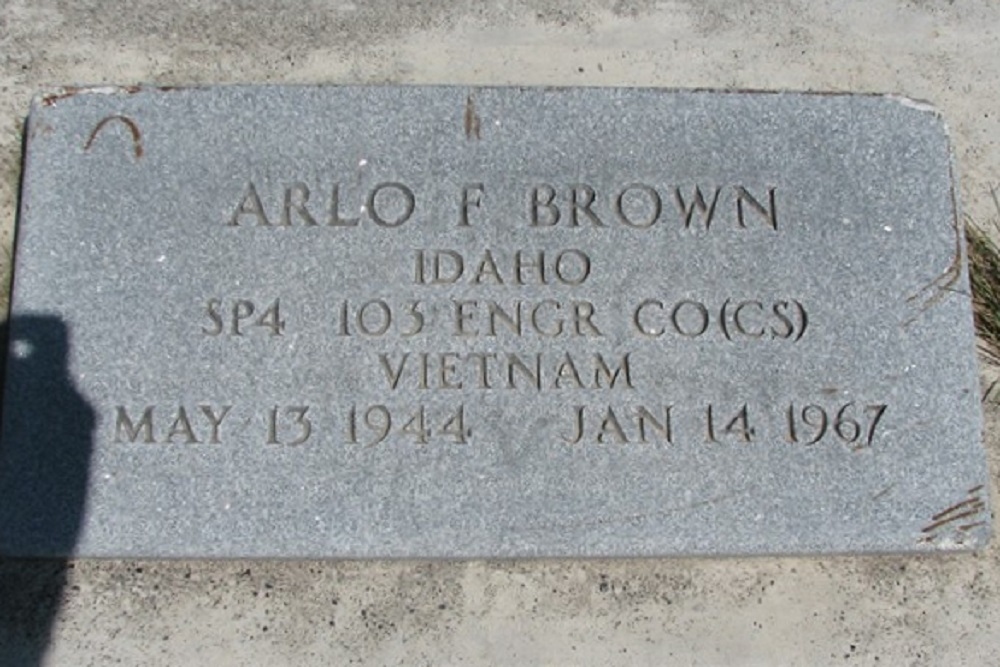 ARLO F BROWN
IDAHO
SP4 103 ENGR CO(CS)
VIETNAM
MAY 13 1944 JAN 14 1967